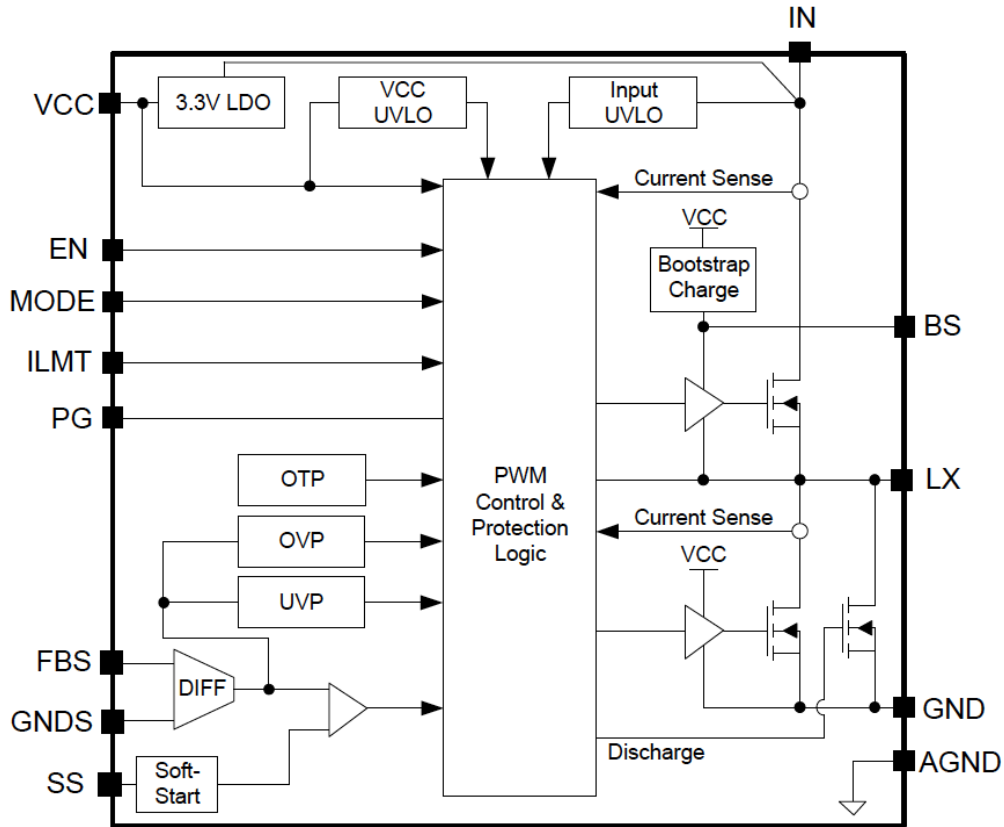 IN
VCC
3.3V LDO
VCC
UVLO
Input
UVLO
Current Sense
VCC
Bootstrap
Charge
EN
MODE
BS
ILMT
PG
OTP
PWM
Control &
Protection
Logic
LX
Current Sense
OVP
VCC
UVP
FBS
DIFF
GNDS
GND
Discharge
SS
Soft-
Start
AGND